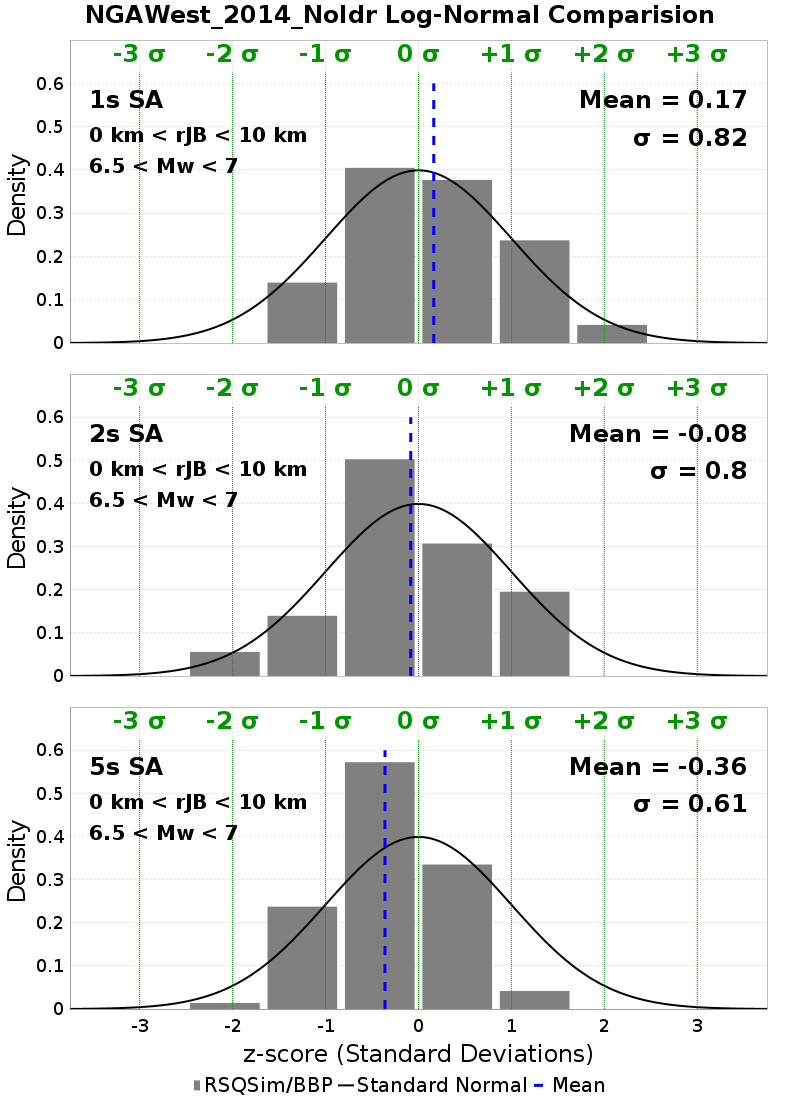 NGAWest_2014_NoIdr Log-Normal Comparision
-3 σ -2 σ -1 σ 0 σ +1 σ +2 σ +3 σ
0.6
0.5
0.4
0.3
0.2
0.1
0
Density
1s SA
0 km < rJB < 10 km
6.5 < Mw < 7
Mean = 0.17
σ = 0.82
-3 σ -2 σ -1 σ 0 σ +1 σ +2 σ +3 σ
0.6
0.5
0.4
0.3
0.2
0.1
0
Density
2s SA
0 km < rJB < 10 km
6.5 < Mw < 7
Mean = -0.08
σ = 0.8
-3 σ -2 σ -1 σ 0 σ +1 σ +2 σ +3 σ
0.6
0.5
0.4
0.3
0.2
0.1
0
Density
5s SA
0 km < rJB < 10 km
6.5 < Mw < 7
Mean = -0.36
σ = 0.61
-3 -2 -1 0 1 2 3
z-score (Standard Deviations)
RSQSim/BBP Standard Normal Mean